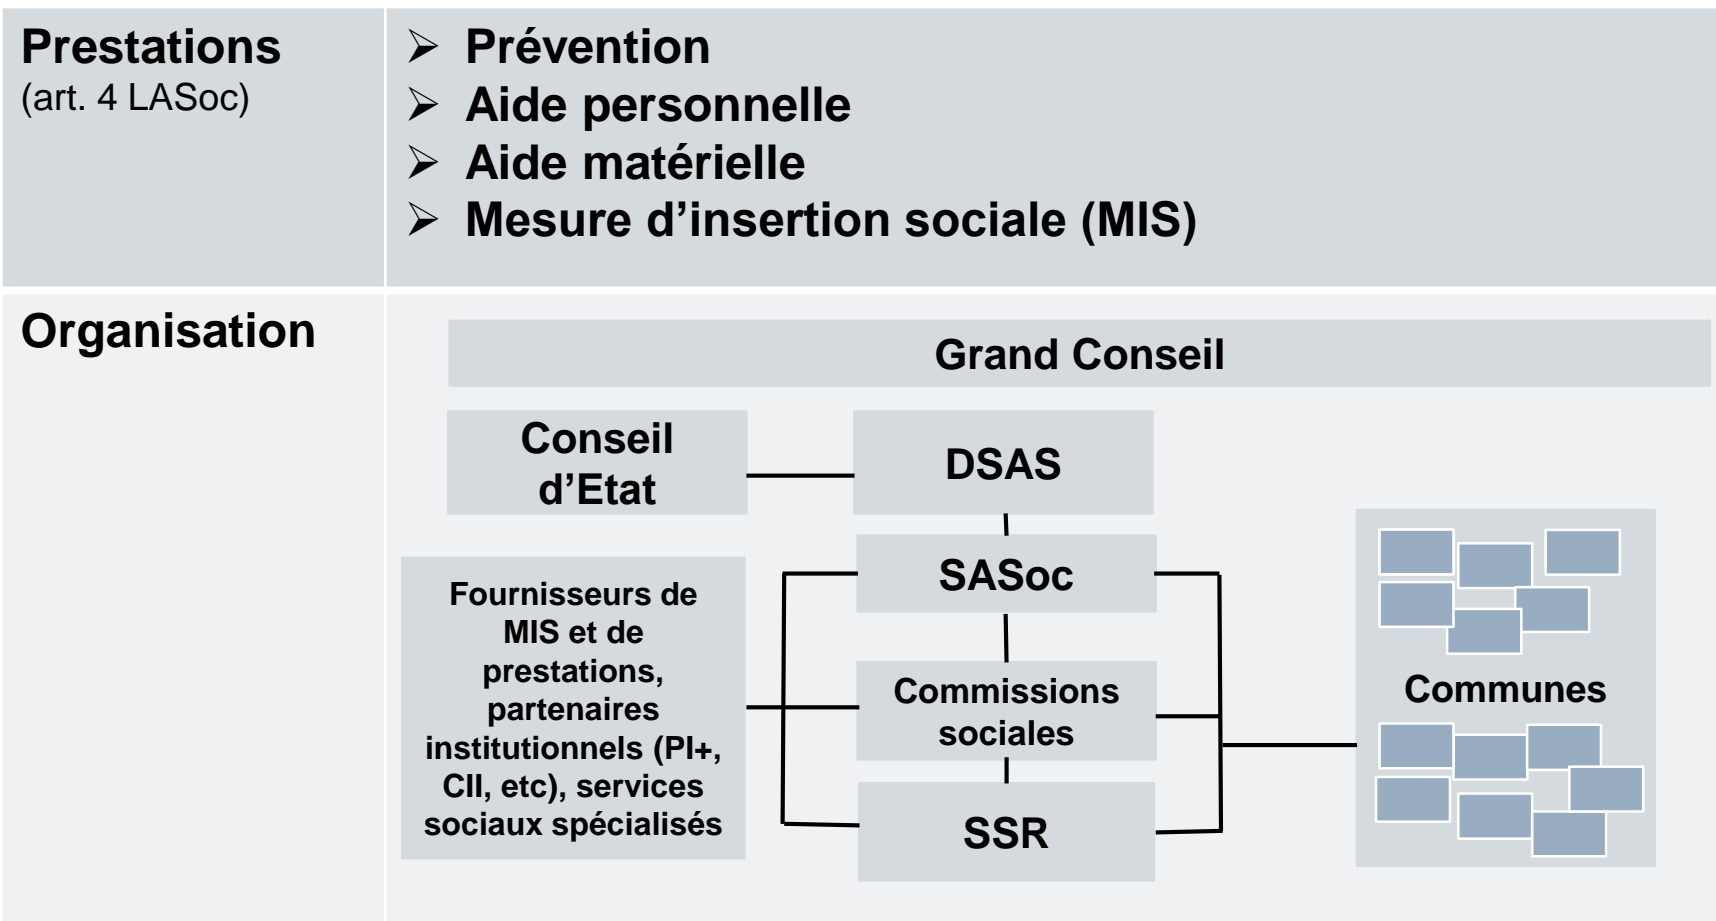 Prestations
(art. 4 LASoc)
➢ Prévention
➢ Aide personnelle
➢ Aide matérielle
➢ Mesure d’insertion sociale (MIS)
Organisation
Grand Conseil
Conseil
d’Etat
DSAS
SASoc
Fournisseurs de
MIS et de
prestations,
partenaires
institutionnels (PI+,
CII, etc), services
sociaux spécialisés
Commissions
sociales
SSR
Communes